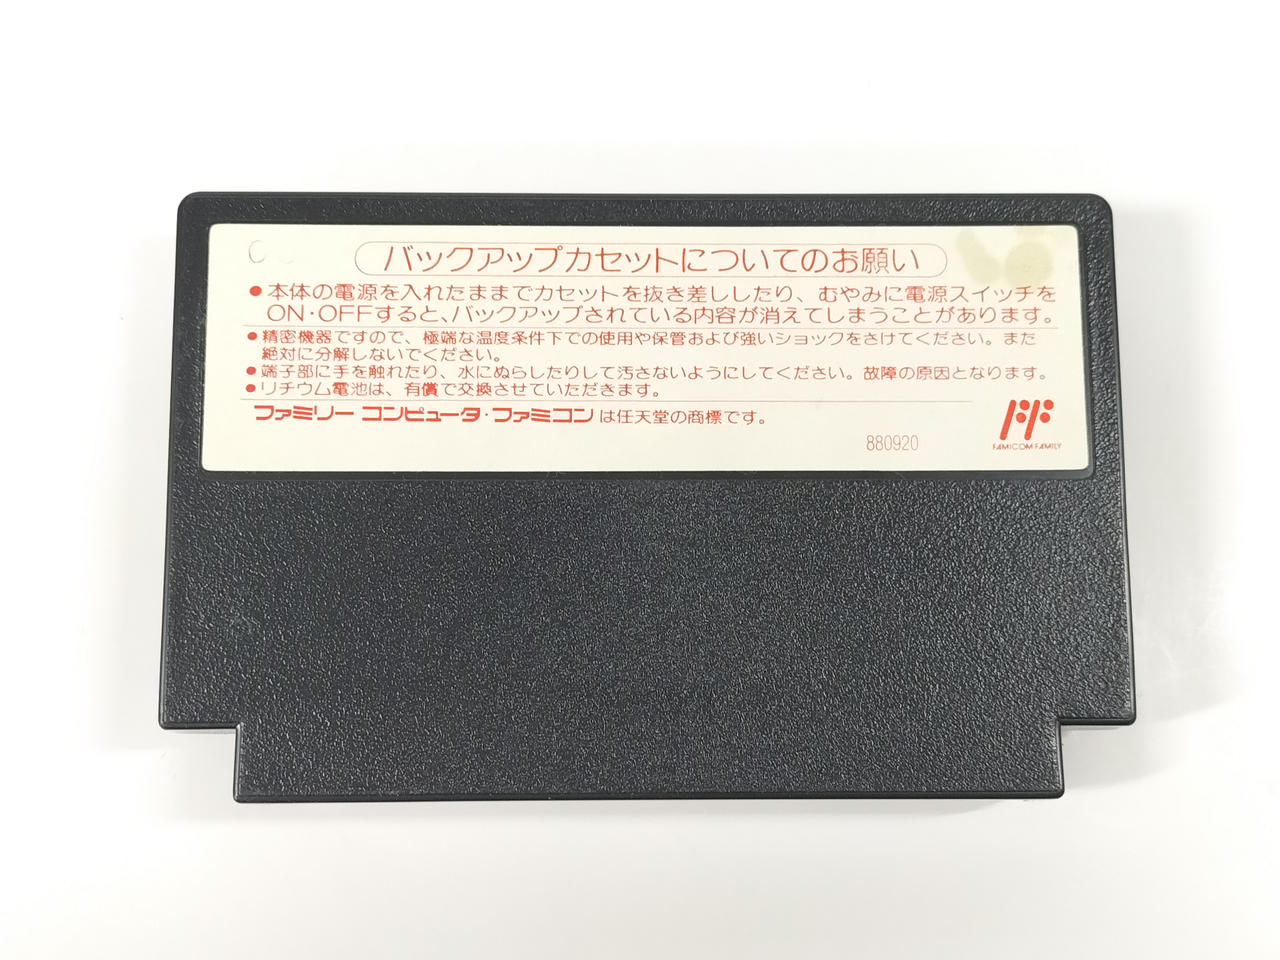 バックアップカセットについてのお願い
●本体の電源を入れたままでカセットを抜き差ししたり、むやみに電源スイッチを
ON・OFFすると、バックアップされている内容が消えてしまうことがあります。
●精密機器ですので、極端な温度条件下での使用や保管および強いショックをさけてください。また
絶対に分解しないでください。
●端子部に手を触れたり、水にぬらしたりして汚さないようにしてください。故障の原因となります。
●リチウム電池は、有償で交換させていただきます。
ファミリー コンピュータ・ファミコンは任天堂の商標です。
880920
FAMICOM FAMILY